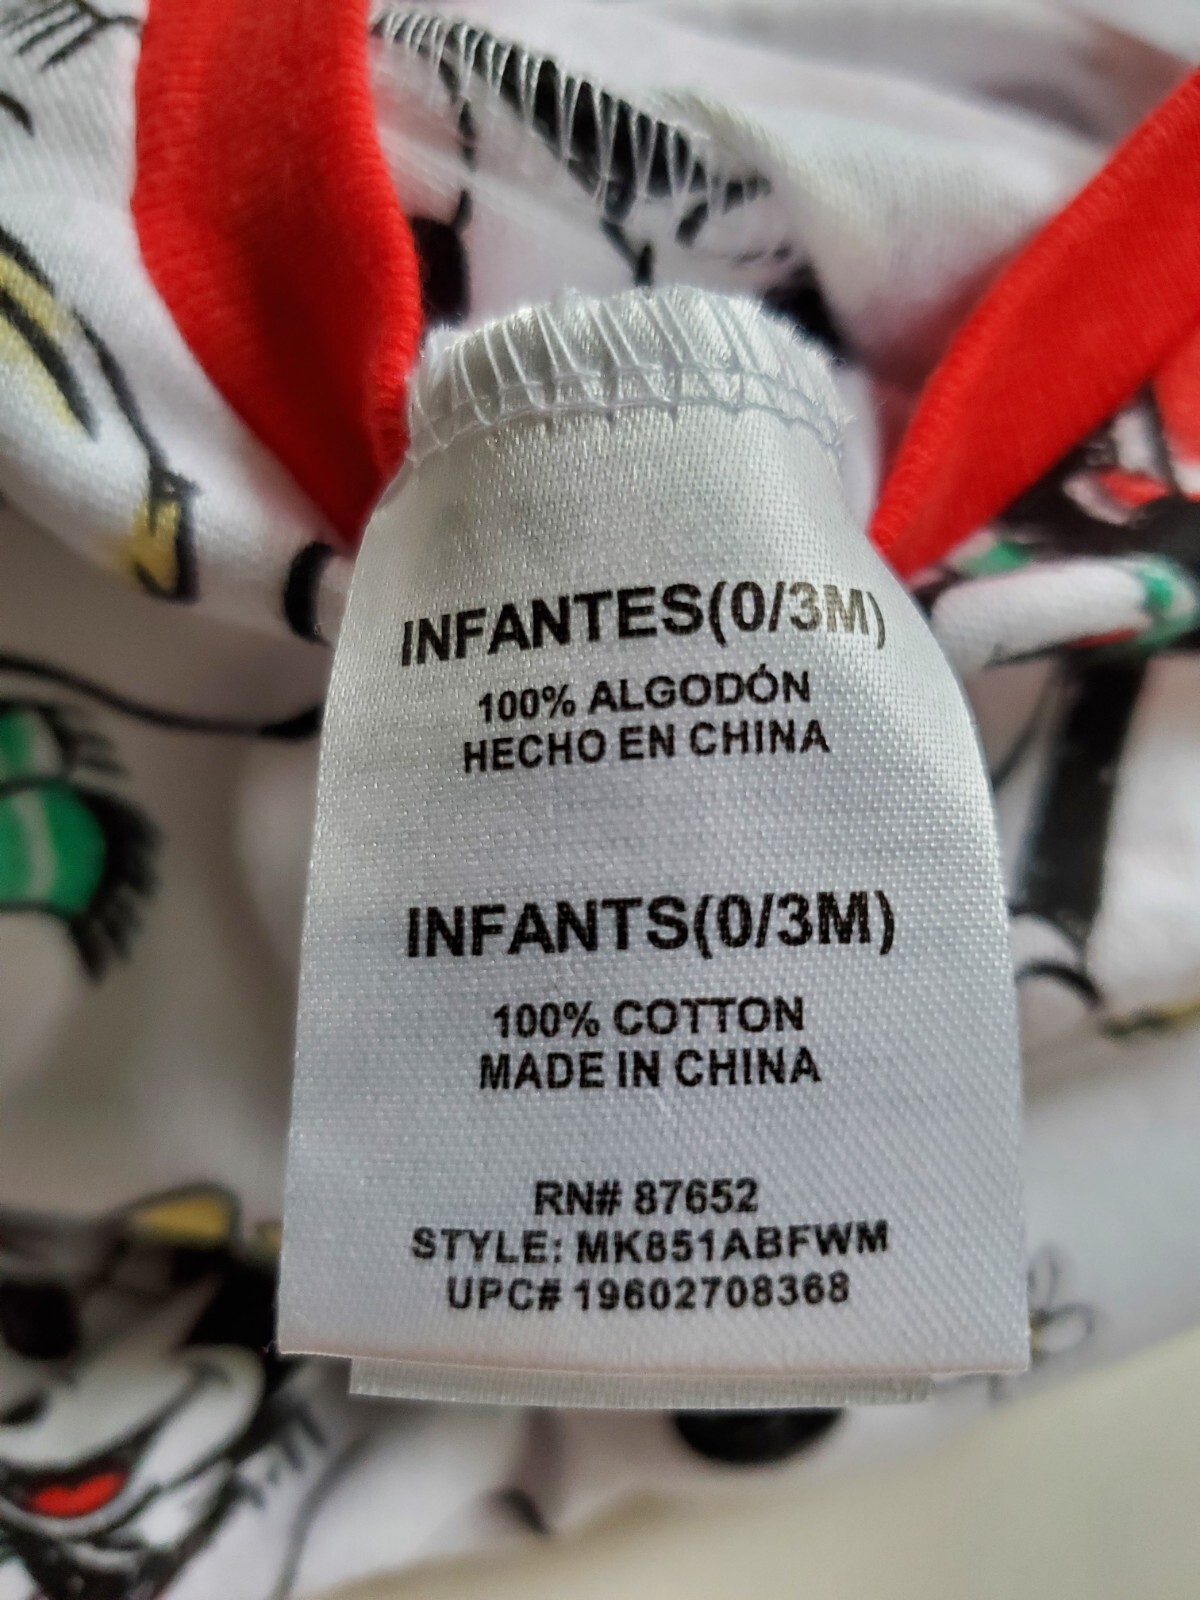 INFANTES(0/3M)
100% ALGODÓN
HECHO EN CHINA
INFANTS(0/3M)
100% COTTON
MADE IN CHINA
RN# 87652
STYLE: MK851ABFWM
UPC# 19602708368